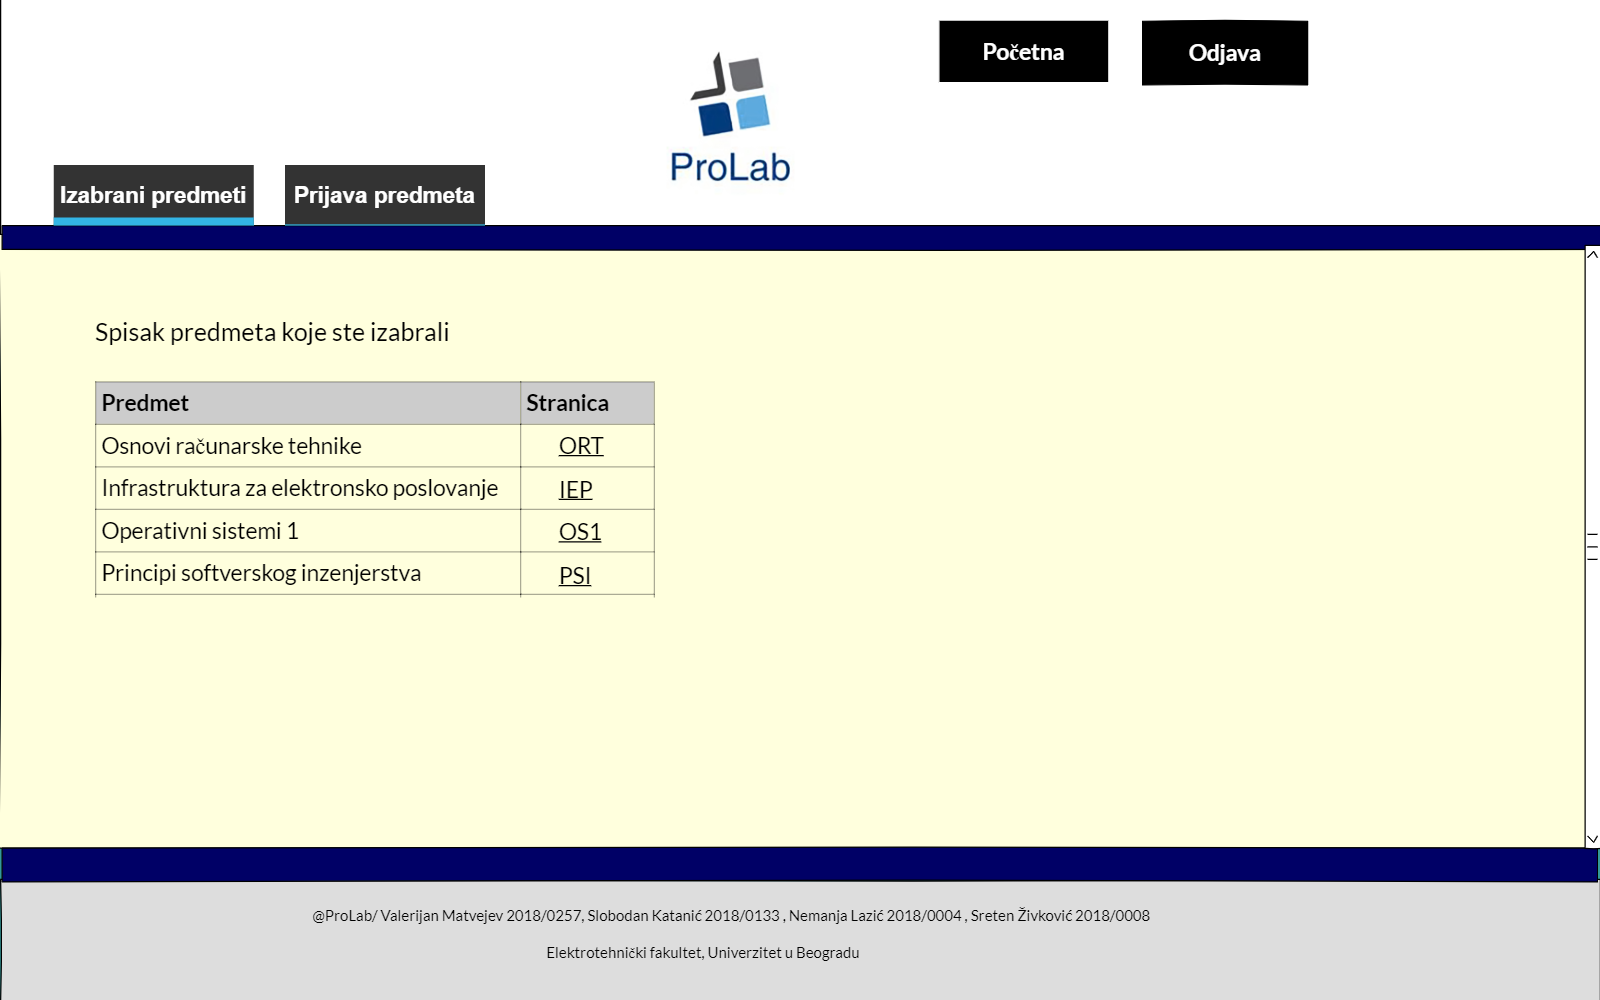 Početna Odjava
ProLab
Izabrani predmeti Prijava predmeta
Spisak predmeta koje ste izabrali
Predmet Stranica
Osnovi računarske tehnike ORT
Infrastruktura za elektronsko poslovanje IEP
Operativni sistemi 1 OS1
Principi softverskog inzenjerstva PSI
@ProLab/ Valerijan Matvejev 2018/0257, Slobodan Katanić 2018/0133 , Nemanja Lazić 2018/0004 , Sreten Živković 2018/0008
Elektrotehnički fakultet, Univerzitet u Beogradu